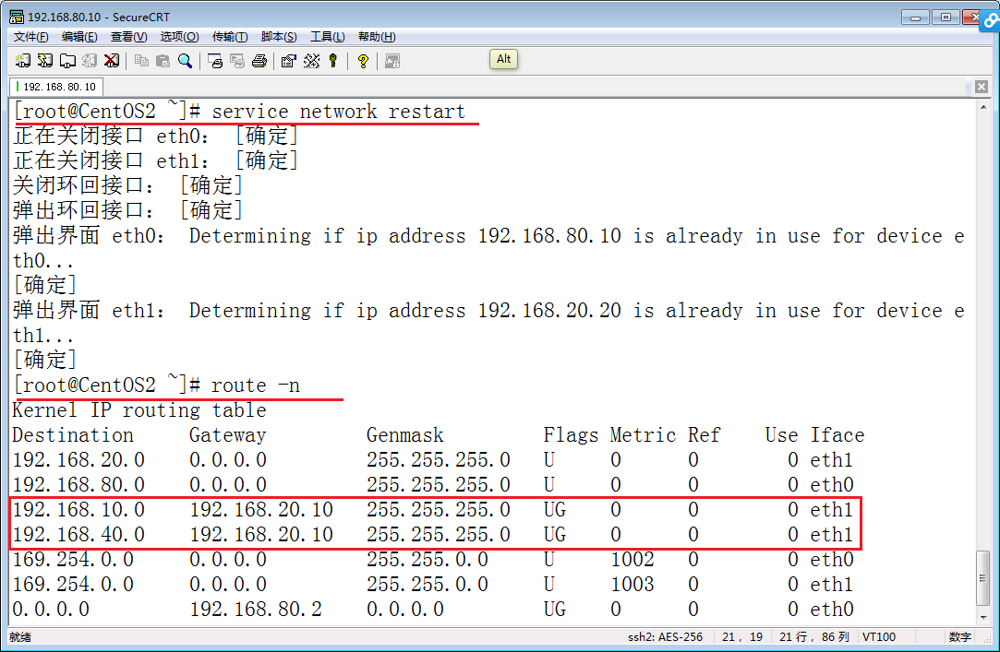 192.168.80.10 - SecureCRT
文件(F) 编辑(E) 查看(V) 选项(O) 传输(T) 脚本(S) 工具(L) 帮助(H)
Alt
192.168.80.10
[root@CentOS2 ~]# service network restart
正在关闭接口 eth0： [确定]
正在关闭接口 eth1： [确定]
关闭环回接口： [确定]
弹出环回接口： [确定]
弹出界面 eth0： Determining if ip address 192.168.80.10 is already in use for device e
th0...
[确定]
弹出界面 eth1： Determining if ip address 192.168.20.20 is already in use for device e
th1...
[确定]
[root@CentOS2 ~]# route -n
Kernel IP routing table
Destination Gateway Genmask Flags Metric Ref Use Iface
192.168.20.0 0.0.0.0 255.255.255.0 U 0 0 0 eth1
192.168.80.0 0.0.0.0 255.255.255.0 U 0 0 0 eth0
192.168.10.0 192.168.20.10 255.255.255.0 UG 0 0 0 eth1
192.168.40.0 192.168.20.10 255.255.255.0 UG 0 0 0 eth1
169.254.0.0 0.0.0.0 255.255.0.0 U 1002 0 0 eth0
169.254.0.0 0.0.0.0 255.255.0.0 U 1003 0 0 eth1
0.0.0.0 192.168.80.2 0.0.0.0 UG 0 0 0 eth0
就绪 ssh2: AES-256 21, 19 21 行, 86 列 VT100 数字